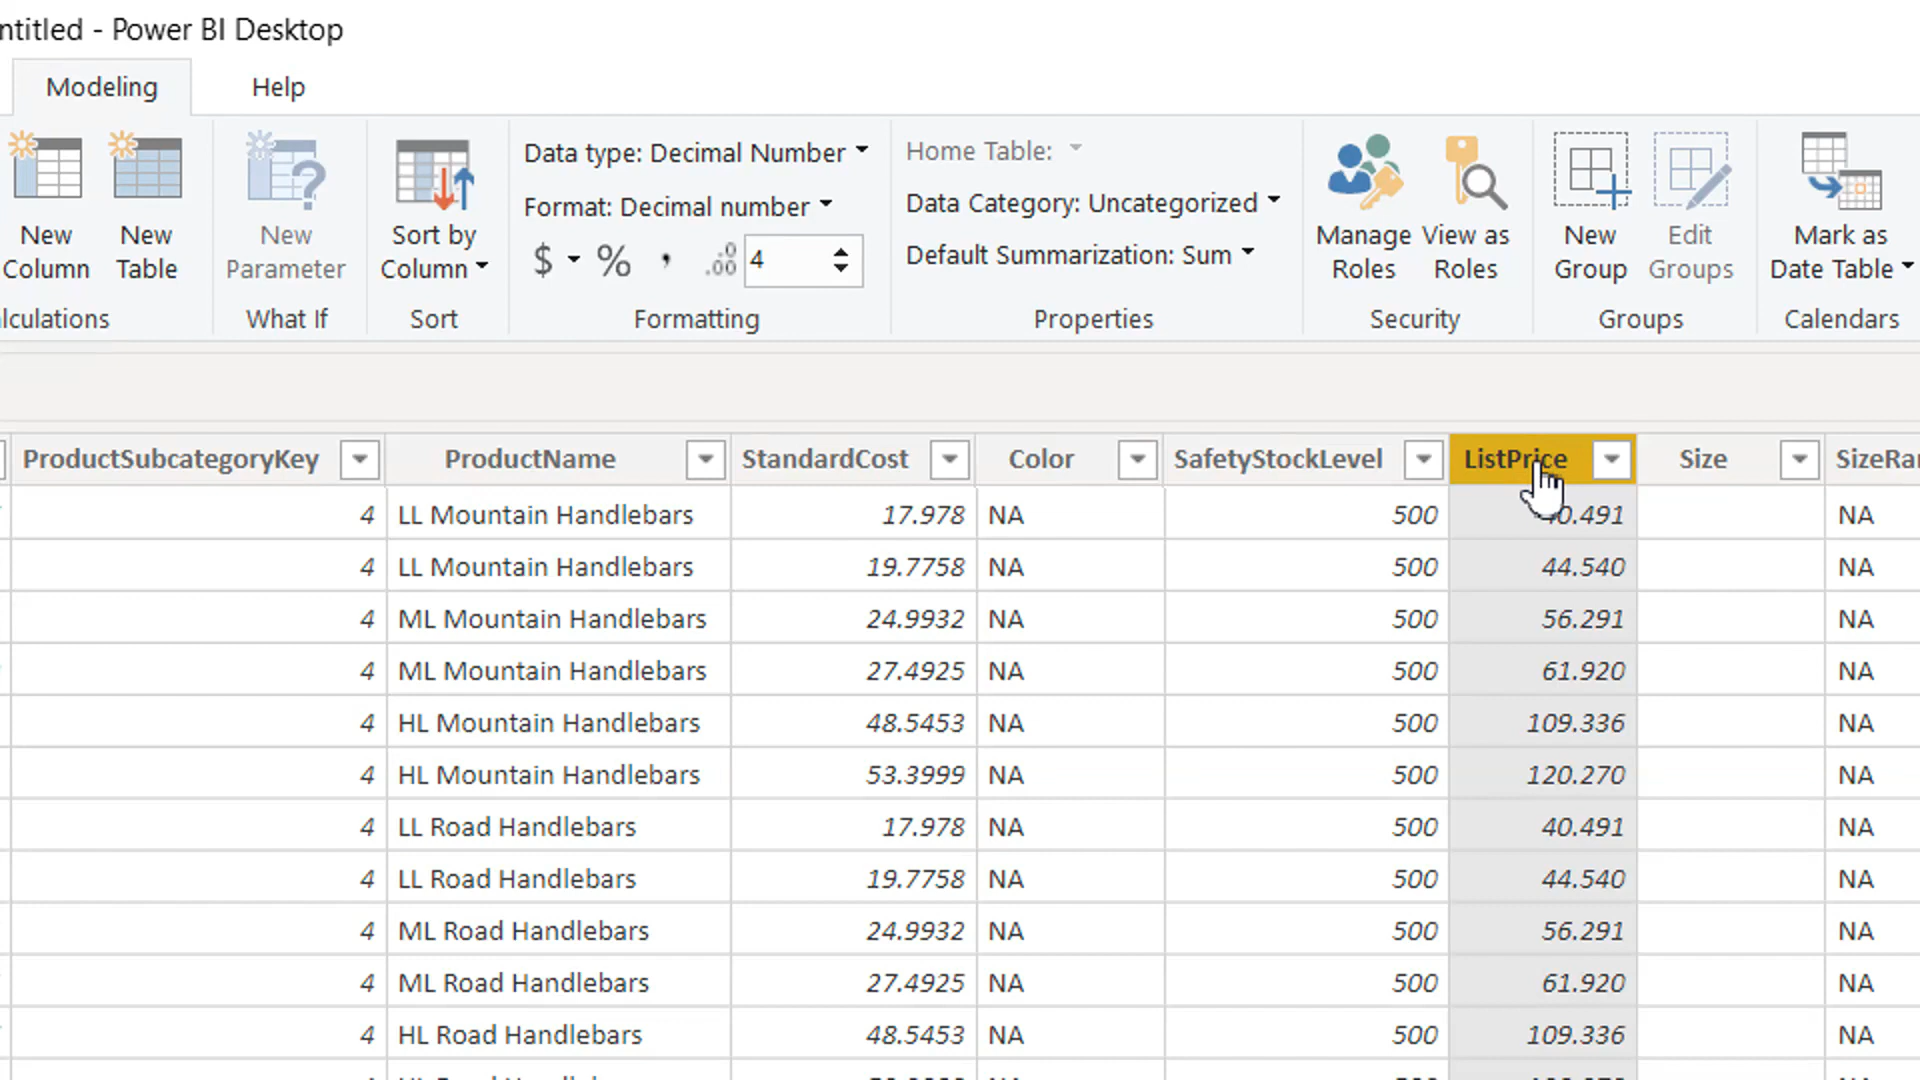 ntitled - Power BI Desktop
Modeling Help
New Column
New Table
New Parameter
Sort by Column
Data type: Decimal Number
Format: Decimal number
$ % , .00 4
Home Table:
Data Category: Uncategorized
Default Summarization: Sum
Manage Roles
View as Roles
New Group
Edit Groups
Mark as Date Table
lculations What If Sort Formatting Properties Security Groups Calendars
ProductSubcategoryKey ProductName StandardCost Color SafetyStockLevel ListPrice Size SizeRa
4 LL Mountain Handlebars 17.978 NA 500 0.491 NA
4 LL Mountain Handlebars 19.7758 NA 500 44.540 NA
4 ML Mountain Handlebars 24.9932 NA 500 56.291 NA
4 ML Mountain Handlebars 27.4925 NA 500 61.920 NA
4 HL Mountain Handlebars 48.5453 NA 500 109.336 NA
4 HL Mountain Handlebars 53.3999 NA 500 120.270 NA
4 LL Road Handlebars 17.978 NA 500 40.491 NA
4 LL Road Handlebars 19.7758 NA 500 44.540 NA
4 ML Road Handlebars 24.9932 NA 500 56.291 NA
4 ML Road Handlebars 27.4925 NA 500 61.920 NA
4 HL Road Handlebars 48.5453 NA 500 109.336 NA